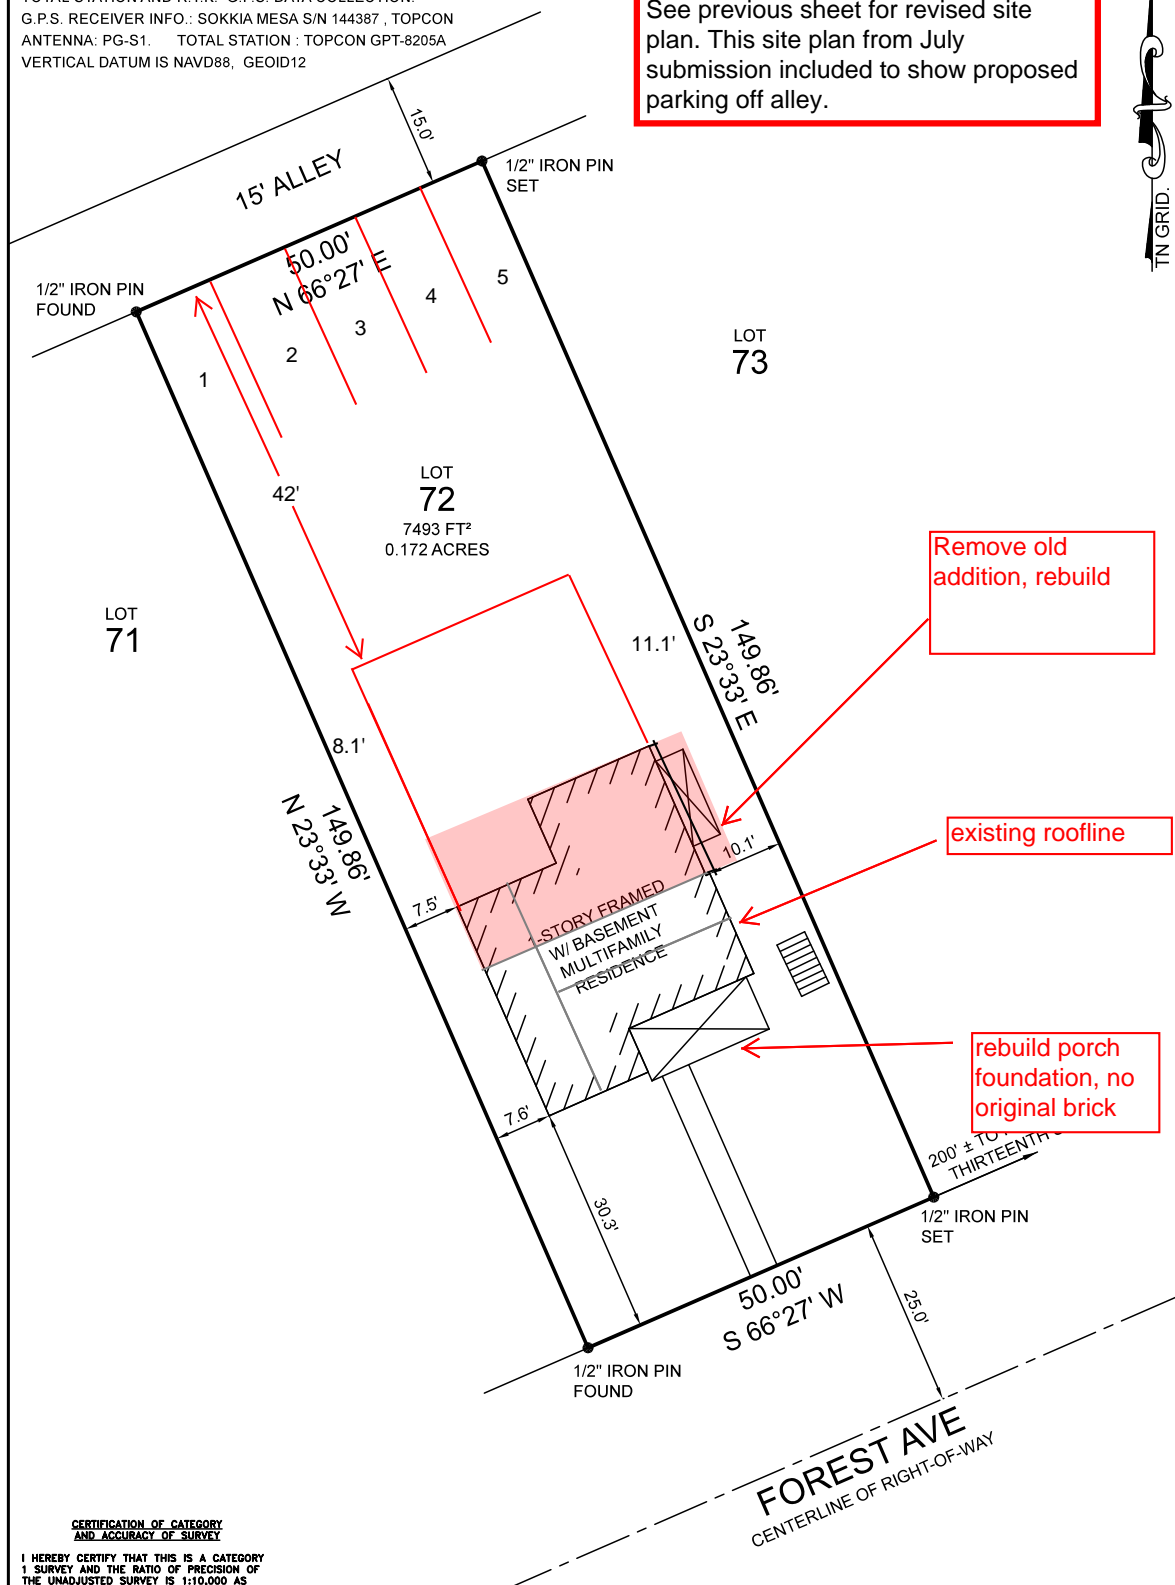 G.P.S. RECEIVER INFO.: SOKKIA MESA S/N 144387 , TOPCON
ANTENNA: PG-S1. TOTAL STATION : TOPCON GPT-8205A
VERTICAL DATUM IS NAVD88, GEOID12
See previous sheet for revised site
plan. This site plan from July
submission included to show proposed
parking off alley.
TN GRID.
15.0'
15' ALLEY
1/2" IRON PIN
SET
50.00'
N 66°27' E
1/2" IRON PIN
FOUND
1
2
3
4
5
LOT
73
42'
LOT
72
7493 FT²
0.172 ACRES
LOT
71
Remove old
addition, rebuild
11.1'
149.86'
S 23°33' E
8.1'
149.86'
N 23°33' W
existing roofline
10.1'
7.5'
1-STORY FRAMED
W/ BASEMENT
MULTIFAMILY
RESIDENCE
rebuild porch
foundation, no
original brick
7.6'
200' ± TO
THIRTEENTH
30.3'
1/2" IRON PIN
SET
50.00'
S 66°27' W
25.0'
1/2" IRON PIN
FOUND
FOREST AVE
CENTERLINE OF RIGHT-OF-WAY
CERTIFICATION OF CATEGORY
AND ACCURACY OF SURVEY
I HEREBY CERTIFY THAT THIS IS A CATEGORY
1 SURVEY AND THE RATIO OF PRECISION OF
THE UNADJUSTED SURVEY IS 1:10,000 AS